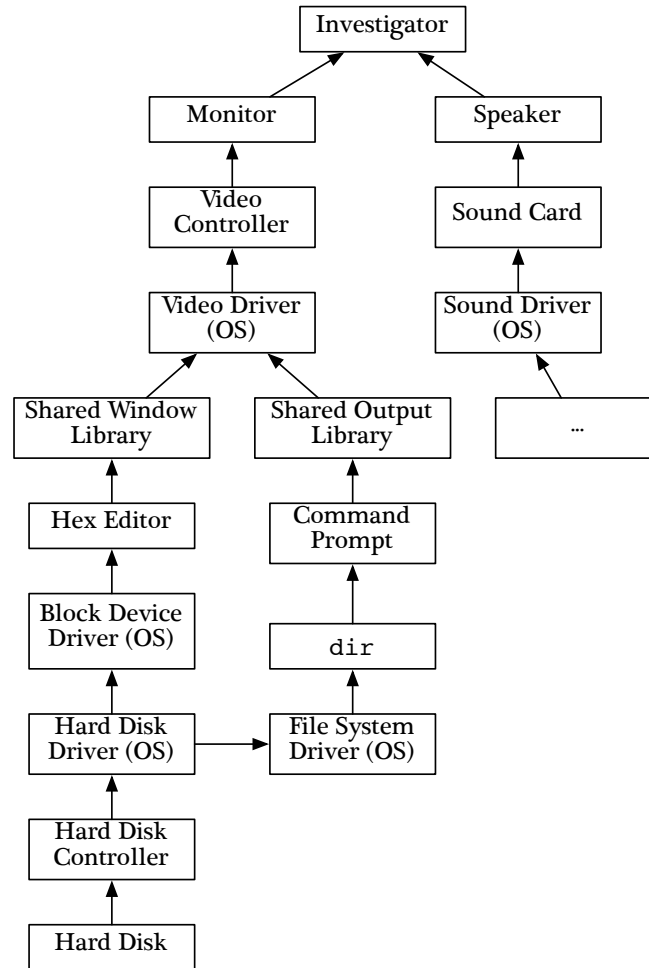 Investigator
Monitor
Speaker
Video
Controller
Sound Card
Video Driver
(OS)
Sound Driver
(OS)
Shared Window
Library
Shared Output
Library
...
Hex Editor
Command
Prompt
Block Device
Driver (OS)
dir
Hard Disk
Driver (OS)
File System
Driver (OS)
Hard Disk
Controller
Hard Disk